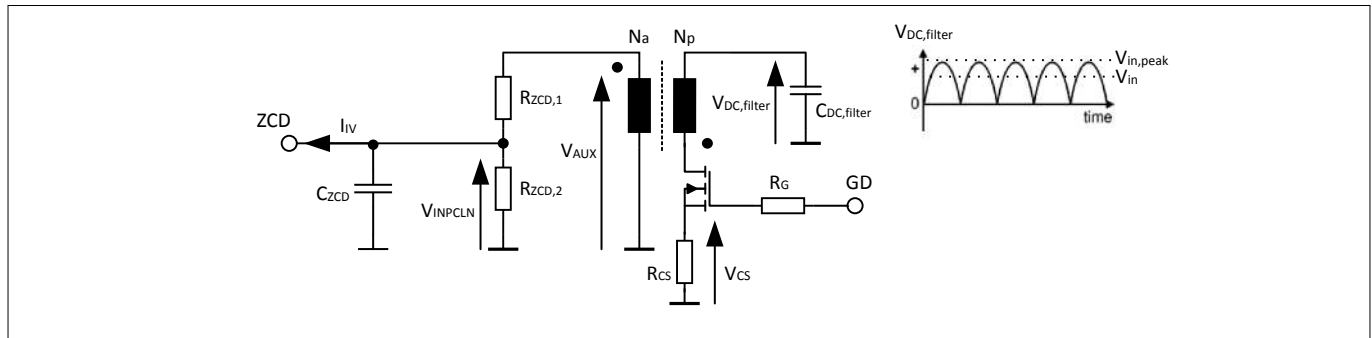 Na Np
VDC,filter
Vin,peak
Vin
+
0
time
RZCD,1
VDC,filter
CDC,filter
ZCD
IIV
VAUX
CZCD
RZCD,2
VINPCLN
RG
GD
RCS
VCS